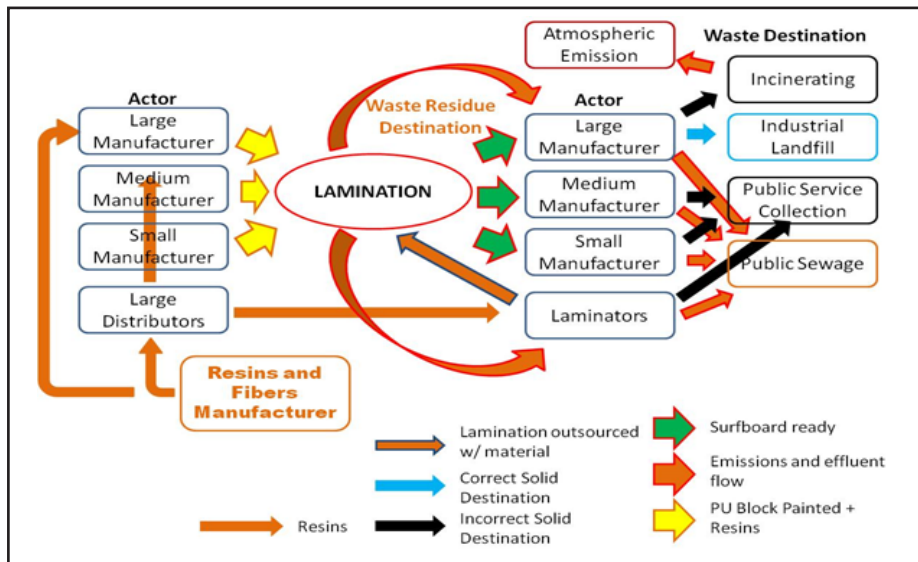 Atmospheric
Emission
Waste Destination
Incinerating
Actor
Large
Manufacturer
Medium
Manufacturer
Small
Manufacturer
Large
Distributors
Resins and
Fibers
Manufacturer
Waste Residue
Destination
LAMINATION
Actor
Large
Manufacturer
Medium
Manufacturer
Small
Manufacturer
Laminators
Industrial
Landfill
Public Service
Collection
Public Sewage
Resins
Lamination outsourced
w/ material
Correct Solid
Destination
Incorrect Solid
Destination
Surfboard ready
Emissions and effluent
flow
PU Block Painted +
Resins